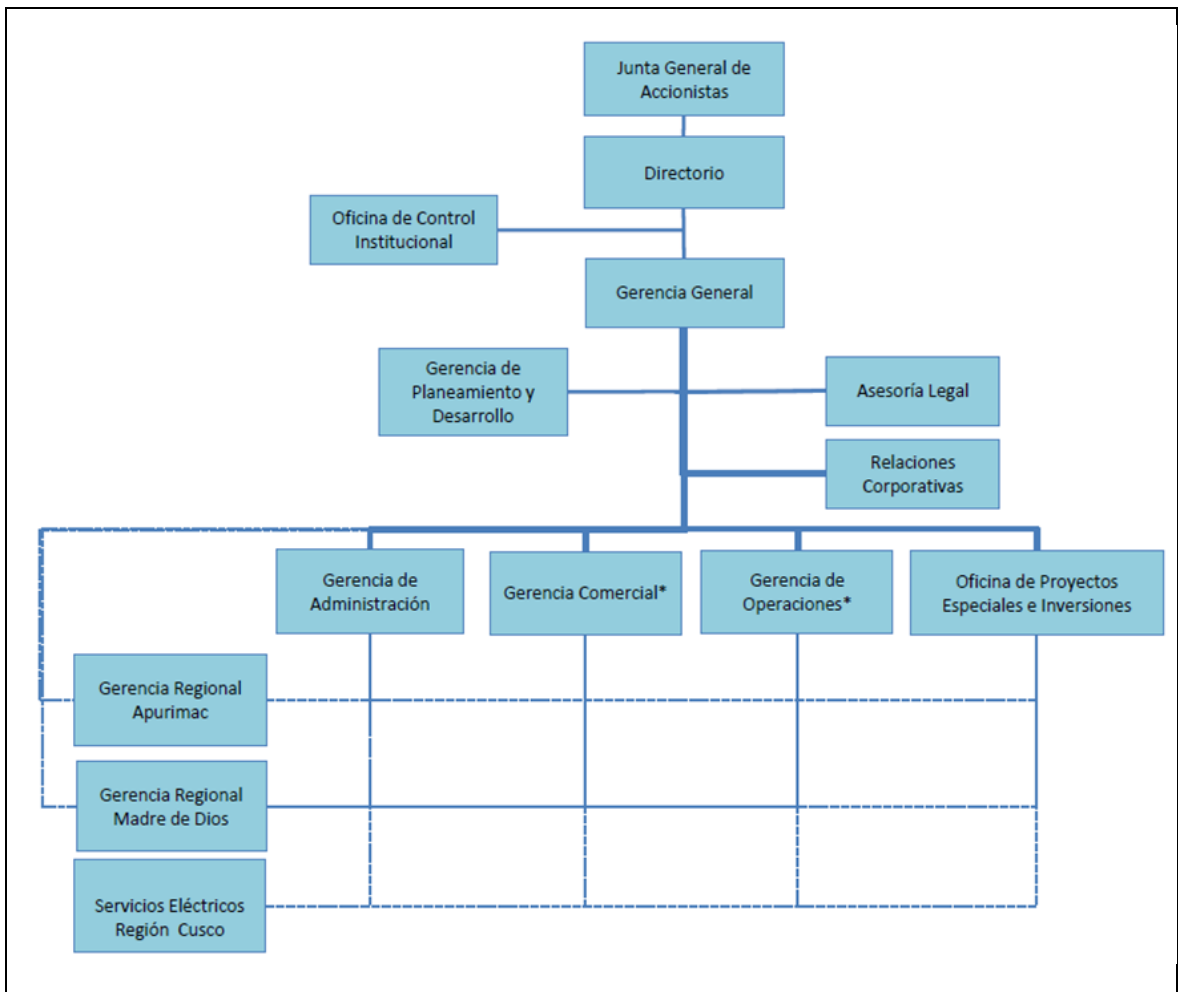 Junta General de
Accionistas
Directorio
Oficina de Control
Institucional
Gerencia General
Gerencia de
Planeamiento y
Desarrollo
Asesoría Legal
Relaciones
Corporativas
Gerencia de
Administración
Gerencia Comercial*
Gerencia de
Operaciones*
Oficina de Proyectos
Especiales e Inversiones
Gerencia Regional
Apurimac
Gerencia Regional
Madre de Dios
Servicios Eléctricos
Región Cusco